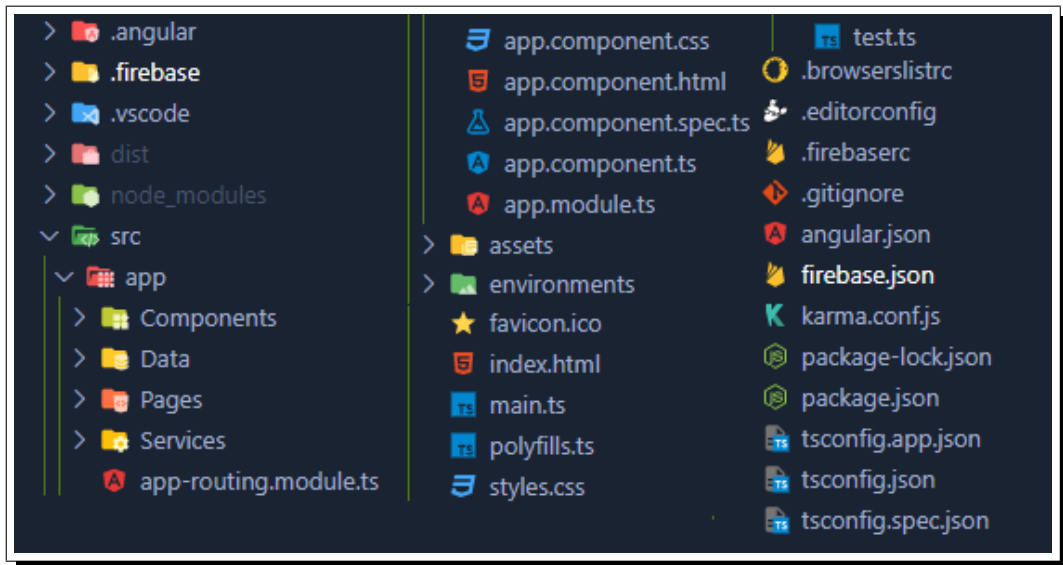 .angular
.firebase
.vscode
dist
node_modules
src
app
Components
Data
Pages
Services
app-routing.module.ts
app.component.css
app.component.html
app.component.spec.ts
app.component.ts
app.module.ts
assets
environments
favicon.ico
index.html
main.ts
polyfills.ts
styles.css
test.ts
.browserslistrc
.editorconfig
.firebaserc
.gitignore
angular.json
firebase.json
karma.conf.js
package-lock.json
package.json
tsconfig.app.json
tsconfig.json
tsconfig.spec.json